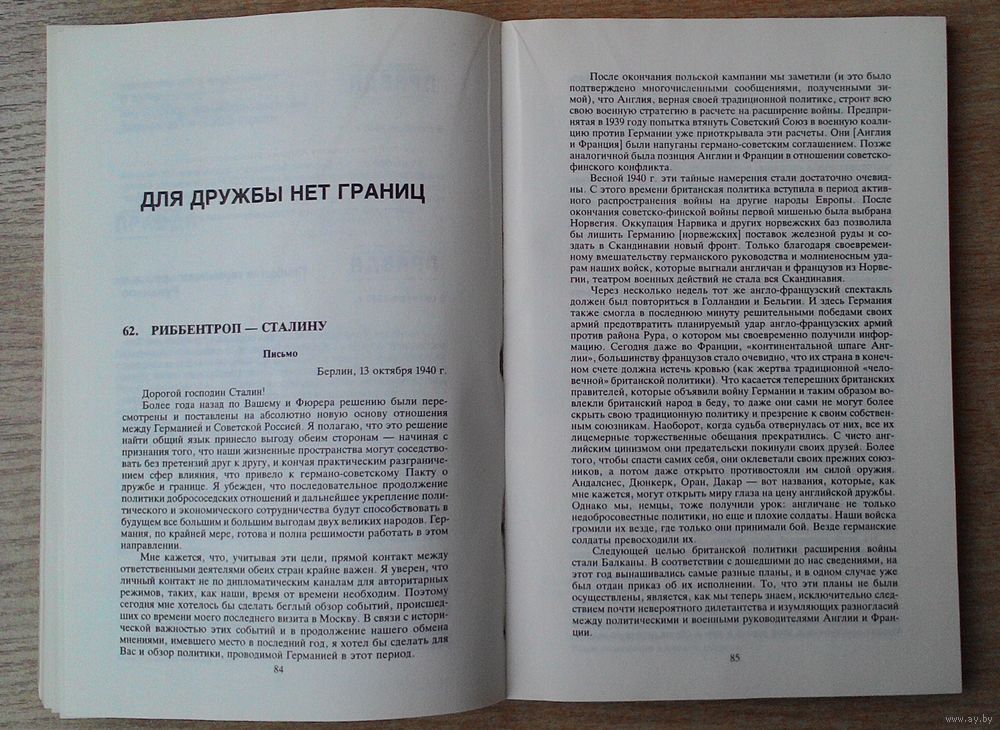 ДЛЯ ДРУЖБЫ НЕТ ГРАНИЦ
62. РИББЕНТРОП — СТАЛИНУ
Письмо
Берлин, 13 октября 1940 г.
Дорогой господин Сталин!
Более года назад по Вашему и Фюрера решению были пере-
смотрены и поставлены на абсолютно новую основу отношения
между Германией и Советской Россией. Я полагаю, что это решение
найти общий язык принесло выгоду обеим сторонам — начиная с
признания того, что наши жизненные пространства могут соседство-
вать без претензий друг к другу, и кончая практическим разграниче-
нием сфер влияния, что привело к германо-советскому Пакту о
дружбе и границе. Я убежден, что последовательное продолжение
политики добрососедских отношений и дальнейшее укрепление поли-
тического и экономического сотрудничества будут способствовать в
будущем все большим и большим выгодам двух великих народов. Гер-
мания, по крайней мере, готова и полна решимости работать в этом
направлении.
Мне кажется, что, учитывая эти цели, прямой контакт между
ответственными деятелями обеих стран крайне важен. Я уверен, что
личный контакт не по дипломатическим каналам для авторитарных
режимов, таких, как наши, время от времени необходим. Поэтому
сегодня мне хотелось бы сделать беглый обзор событий, происшед-
ших со времени моего последнего визита в Москву. В связи с истори-
ческой важностью этих событий и в продолжение нашего обмена
мнениями, имевшего место в последний год, я хотел бы сделать для
Вас и обзор политики, проводимой Германией в этот период.
84
После окончания польской кампании мы заметили (и это было
подтверждено многочисленными сообщениями, полученными зи-
мой), что Англия, верная своей традиционной политике, строит всю
свою военную стратегию в расчете на расширение войны. Предприн-
ятая в 1939 году попытка втянуть Советский Союз в военную коали-
цию против Германии уже приоткрывала эти расчеты. Они [Англия
и Франция] были напуганы германо-советским соглашением. Позже
аналогичной была позиция Англии и Франции в отношении советско-
финского конфликта.
Весной 1940 г. эти тайные намерения стали достаточно очевид-
ны. С этого времени британская политика вступила в период актив-
ного распространения войны на другие народы Европы. После
окончания советско-финской войны первой мишенью была выбрана
Норвегия. Оккупация Нарвика и других норвежских баз позволила
бы лишить Германию [норвежских] поставок железной руды и со-
здать в Скандинавии новый фронт. Только благодаря своевремен-
ному вмешательству германского руководства и молниеносным уда-
рам наших войск, которые выгнали англичан и французов из Норве-
гии, театром военных действий не стала вся Скандинавия.
Через несколько недель тот же англо-французский спектакль
должен был повториться в Голландии и Бельгии. И здесь Германия
также смогла в последнюю минуту решительными победами своих
армий предотвратить планируемый удар англо-французских армий
против района Рура, о котором мы своевременно получили инфор-
мацию. Сегодня даже во Франции, «континентальной шпаге Анг-
лии», большинству французов стало очевидно, что их страна в конеч-
ном счете должна истечь кровью (как жертва традиционной «чело-
вечной» британской политики). Что касается теперешних британских
правителей, которые объявили войну Германии и таким образом во-
влекли британский народ в беду, то даже они сами не могут более
скрыть свою традиционную политику и презрение к своим собствен-
ным союзникам. Наоборот, когда судьба отвернулась от них, все их
лицемерные торжественные обещания прекратились. С чисто анг-
лийским цинизмом они предательски покинули своих друзей. Более
того, чтобы спасти самих себя, они оклеветали своих прежних союз-
ников, а потом даже открыто противостояли им силой оружия.
Андалснес, Дюнкерк, Оран, Дакар — вот названия, которые, как
мне кажется, могут открыть миру глаза на цену английской дружбы.
Однако мы, немцы, тоже получили урок: англичане не только
недобросовестные политики, но еще и плохие солдаты. Наши войска
громили их везде, где только они принимали бой. Везде германские
солдаты превосходили их.
Следующей целью британской политики расширения войны
стали Балканы. В соответствии с дошедшими до нас сведениями, на
этот год вынашивались самые разные планы, и в одном случае уже
был отдан приказ об их исполнении. То, что эти планы не были
осуществлены, является, как мы теперь знаем, исключительно след-
ствием почти невероятного дилетантства и изумляющих разногласий
между политическими и военными руководителями Англии и Фран-
ции.
85
www.ay.by